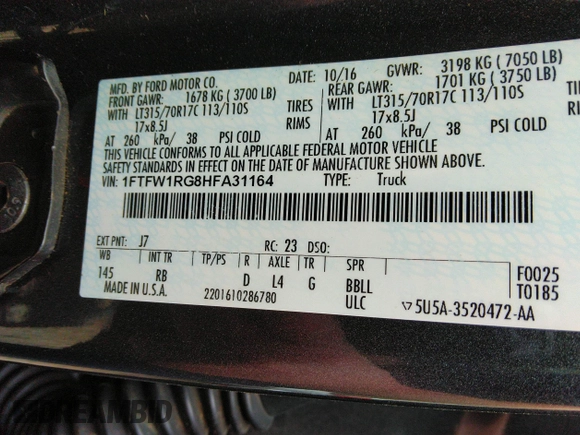 MFD. BY FORD MOTOR CO.
DATE: 10/16 GVWR: 3198 KG ( 7050 LB)
FRONT GAWR: 1678 KG ( 3700 LB) REAR GAWR: 1701 KG ( 3750 LB)
WITH LT315/70R17C 113/110S TIRES WITH LT315/70R17C 113/110S TIRES
17x8.5J RIMS 17x8.5J RIMS
AT 260 kPa/ 38 PSI COLD AT 260 kPa/ 38 PSI COLD
THIS VEHICLE CONFORMS TO ALL APPLICABLE FEDERAL MOTOR VEHICLE
SAFETY STANDARDS IN EFFECT ON THE DATE OF MANUFACTURE SHOWN ABOVE.
VIN: 1FTFW1RG8HFA31164 TYPE: Truck
EXT PNT: J7 RC: 23 DSO:
WB INT TR TP/PS R AXLE TR SPR F0025
145 RB D L4 G BBLL T0185
MADE IN U.S.A. 2201610286780 ULC ▽5U5A-3520472-AA
DREAMBID